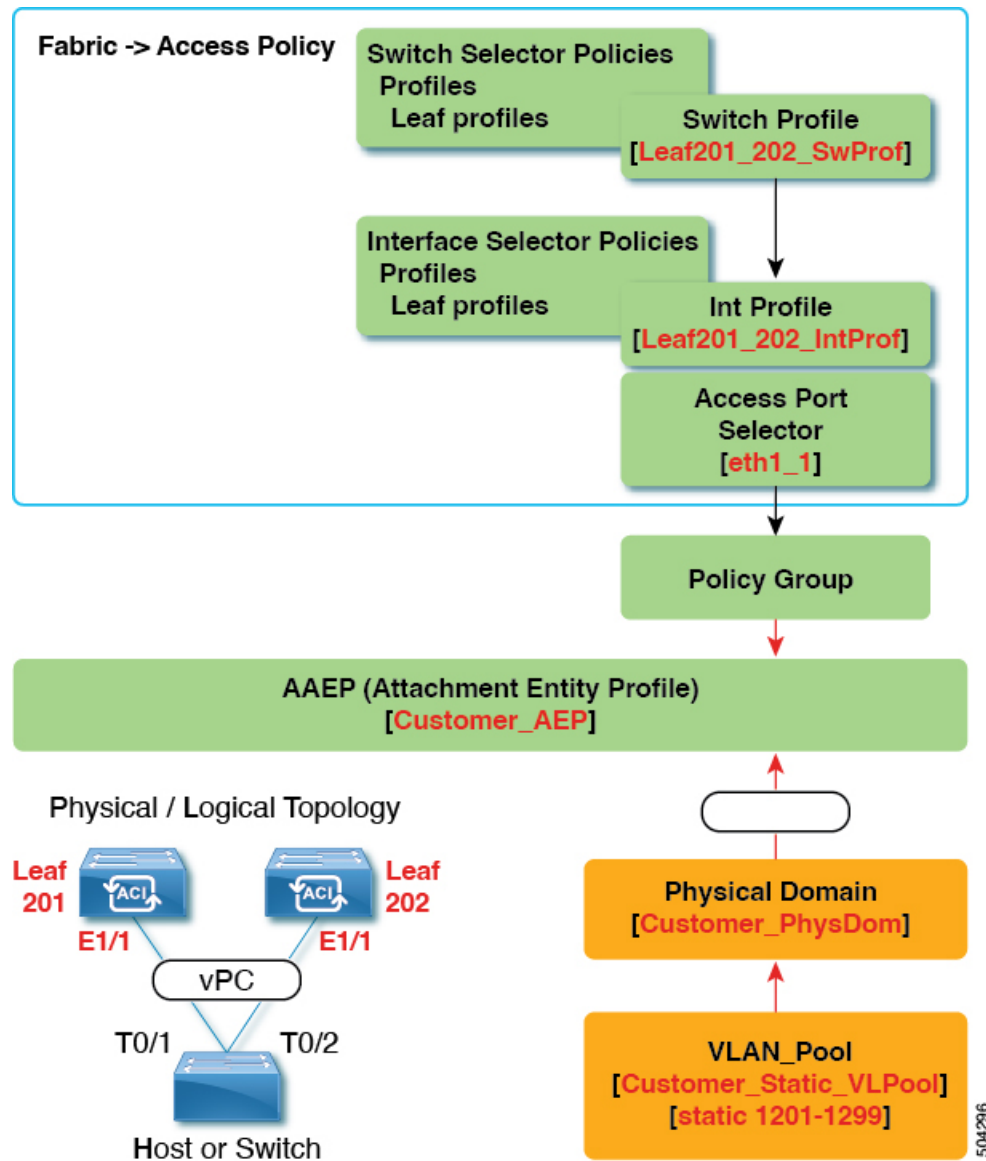 Fabric -> Access Policy
Switch Selector Policies
Profiles
Leaf profiles
Switch Profile
[Leaf201_202_SwProf]
Interface Selector Policies
Profiles
Leaf profiles
Int Profile
[Leaf201_202_IntProf]
Access Port
Selector
[eth1_1]
Policy Group
AAEP (Attachment Entity Profile)
[Customer_AEP]
Physical / Logical Topology
Leaf
201
ACI
ACI
Leaf
202
E1/1
E1/1
vPC
T0/1
T0/2
Host or Switch
Physical Domain
[Customer_PhysDom]
VLAN_Pool
[Customer_Static_VLPool]
[static 1201-1299]
504296